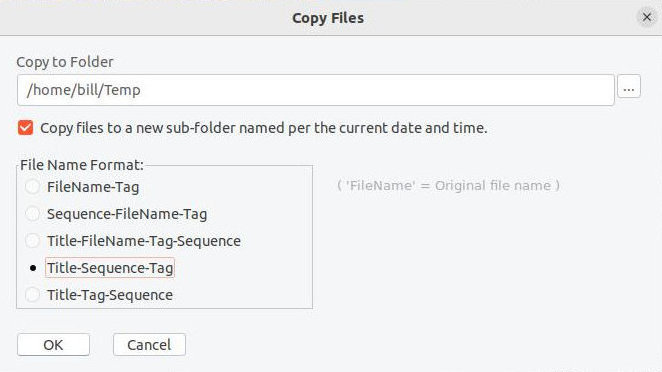 Copy Files
Copy to Folder
/home/bill/Temp
...
Copy files to a new sub-folder named per the current date and time.
File Name Format:
FileName-Tag
( 'FileName' = Original file name )
Sequence-FileName-Tag
Title-FileName-Tag-Sequence
Title-Sequence-Tag
Title-Tag-Sequence
OK
Cancel